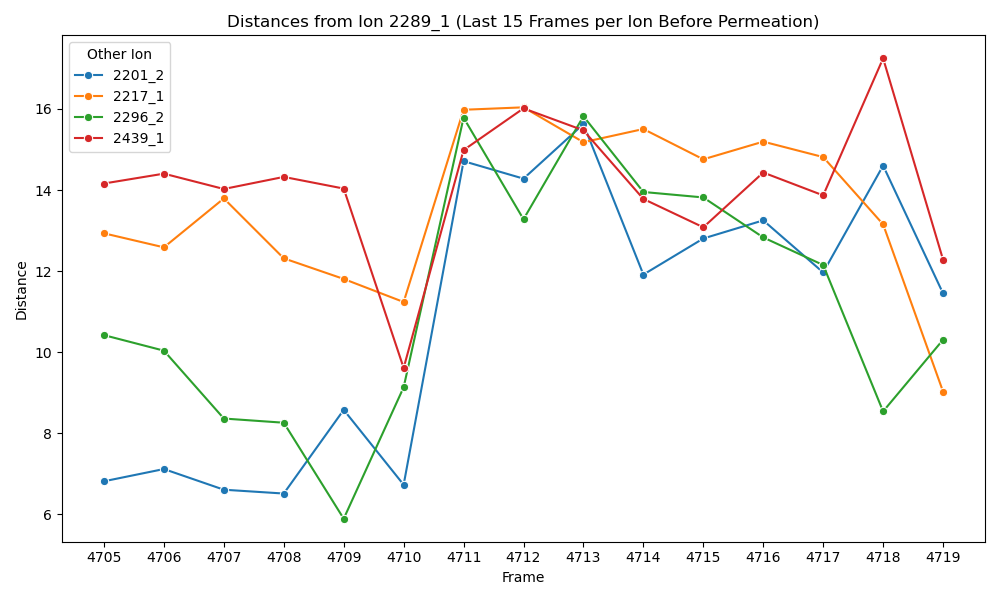 Distances from Ion 2289_1 (Last 15 Frames per Ion Before Permeation)
Other Ion
2201_2
2217_1
2296_2
2439_1
Distance
16
14
12
10
8
6
4705 4706 4707 4708 4709 4710 4711 4712 4713 4714 4715 4716 4717 4718 4719
Frame